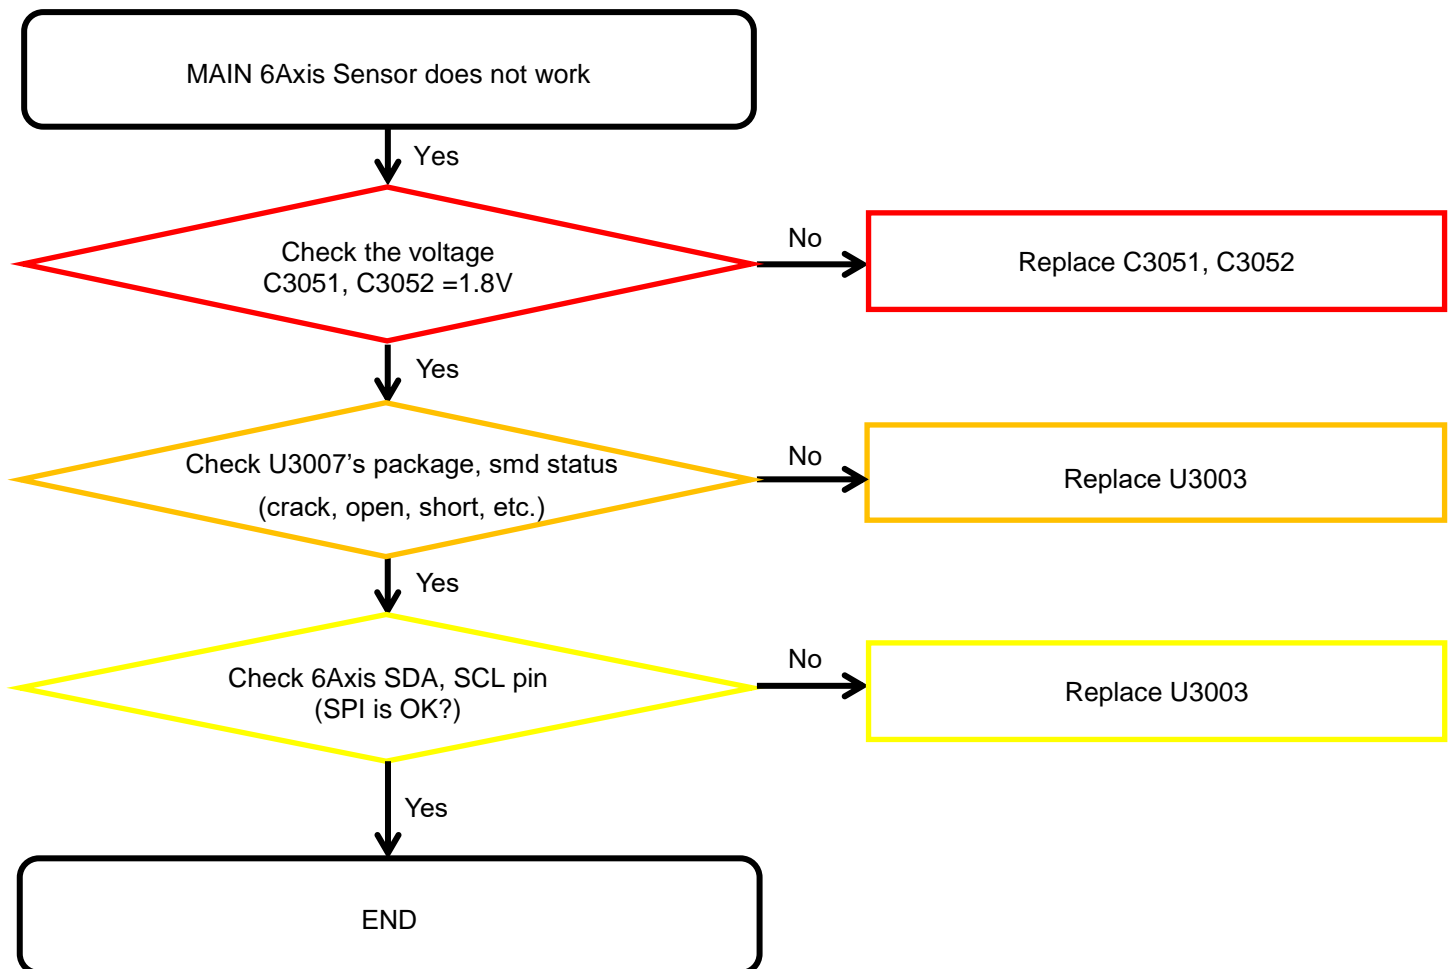 MAIN 6Axis Sensor does not work
Yes
Check the voltage
C3051, C3052 =1.8V
No
Replace C3051, C3052
Yes
Check U3007’s package, smd status
(crack, open, short, etc.)
No
Replace U3003
Yes
Check 6Axis SDA, SCL pin
(SPI is OK?)
No
Replace U3003
Yes
END